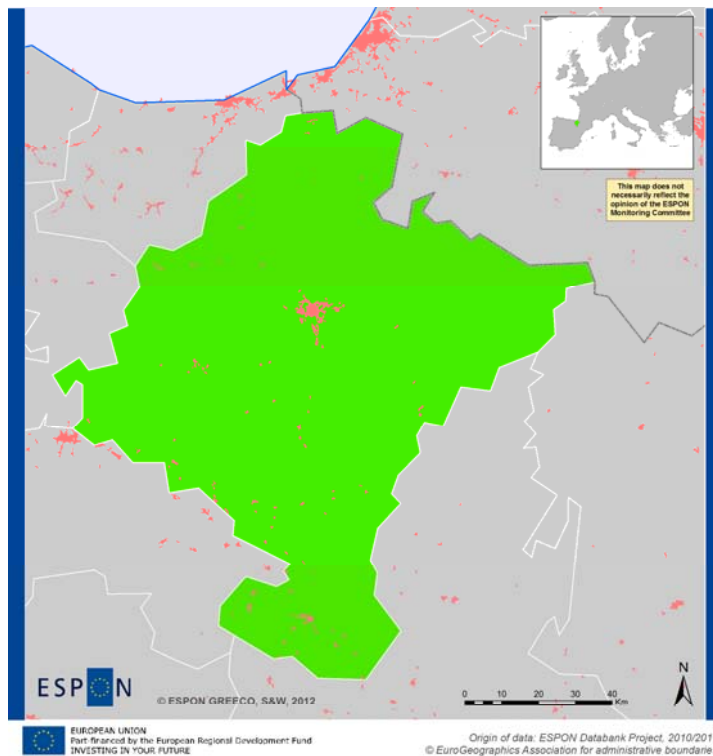 This map does not
necessarily reflect the
opinion of the ESPON
Monitoring Committee
ESPON
© ESPON GREECO, S&W, 2012
N
0 10 20 30 40
Km
EUROPEAN UNION
Part-financed by the European Regional Development Fund
INVESTING IN YOUR FUTURE
Origin of data: ESPON Databank Project, 2010/201
© EuroGeographics Association for administrative boundarie